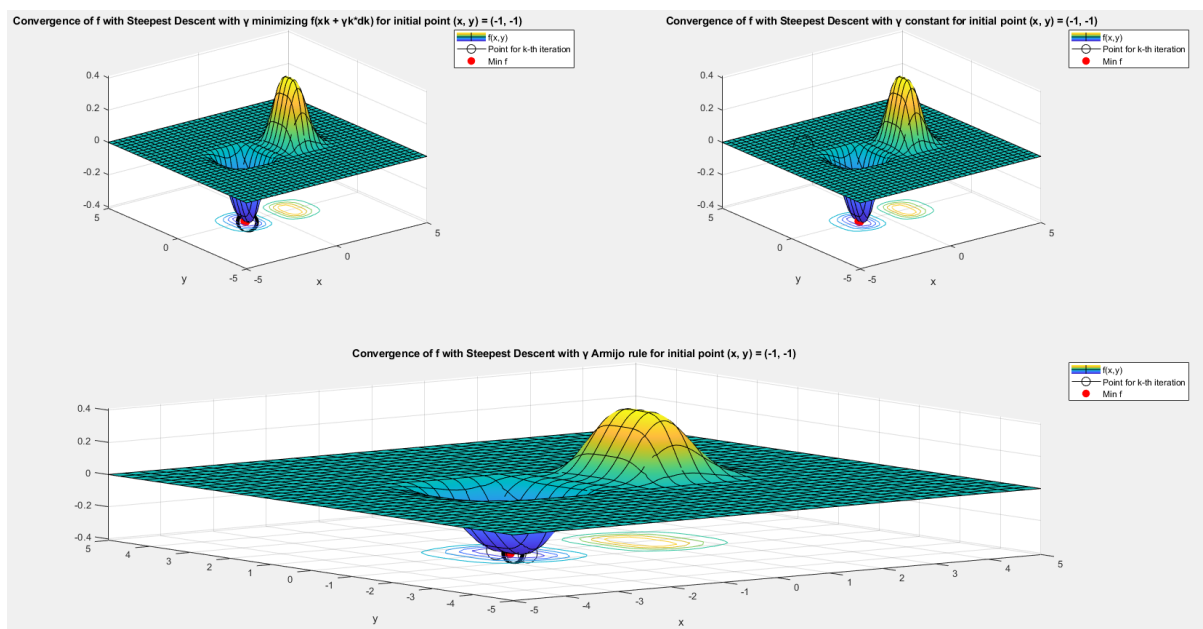 Convergence of f with Steepest Descent with γ minimizing f(xk + γk*dk) for initial point (x, y) = (-1, -1)
f(x,y)
Point for k-th iteration
Min f
0.4
0.2
0
-0.2
-0.4
5
0
-5
y
-5
0
5
x
Convergence of f with Steepest Descent with γ constant for initial point (x, y) = (-1, -1)
f(x,y)
Point for k-th iteration
Min f
0.4
0.2
0
-0.2
-0.4
5
0
-5
y
-5
0
5
x
Convergence of f with Steepest Descent with γ Armijo rule for initial point (x, y) = (-1, -1)
f(x,y)
Point for k-th iteration
Min f
0.4
0.2
0
-0.2
-0.4
5
4
3
2
1
0
-1
-2
-3
-4
-5
y
-5
-4
-3
-2
-1
0
1
2
3
4
5
x